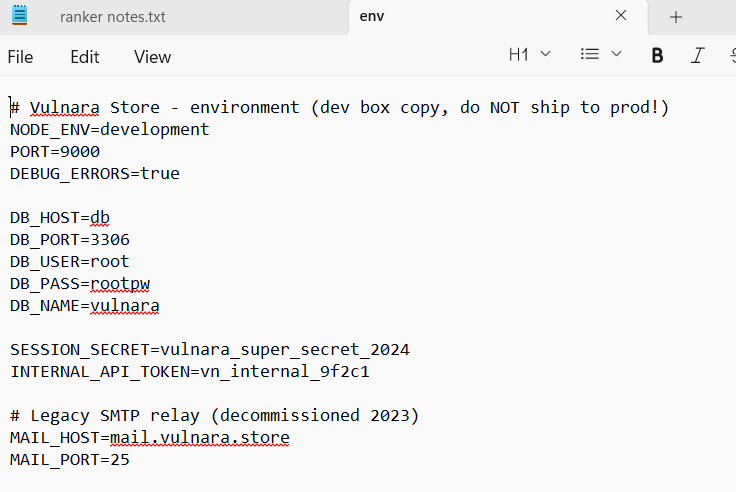 ranker notes.txt
env
File Edit View H1 B I
# Vulnara Store - environment (dev box copy, do NOT ship to prod!)
NODE_ENV=development
PORT=9000
DEBUG_ERRORS=true
DB_HOST=db
DB_PORT=3306
DB_USER=root
DB_PASS=rootpw
DB_NAME=vulnara
SESSION_SECRET=vulnara_super_secret_2024
INTERNAL_API_TOKEN=vn_internal_9f2c1
# Legacy SMTP relay (decommissioned 2023)
MAIL_HOST=mail.vulnara.store
MAIL_PORT=25